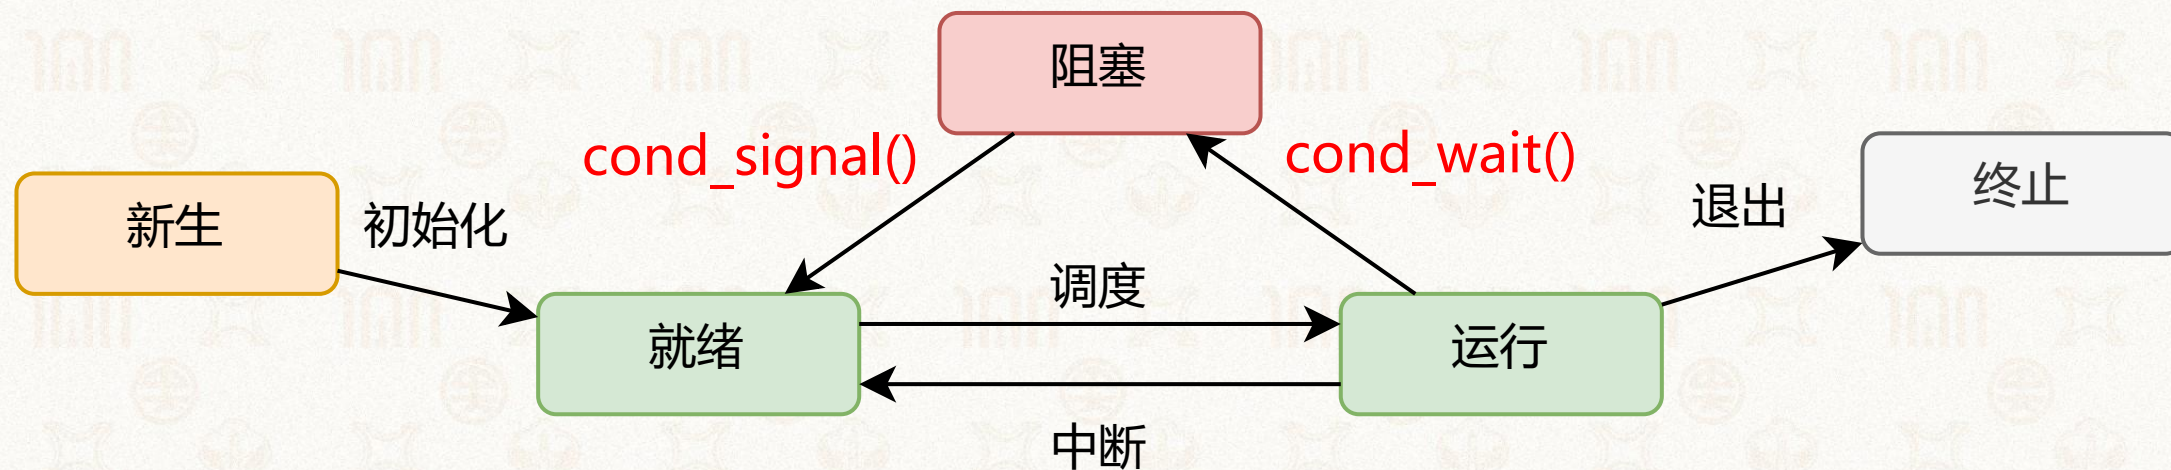 阻塞
cond_signal()
cond_wait()
新生
初始化
退出
终止
调度
就绪
运行
中断